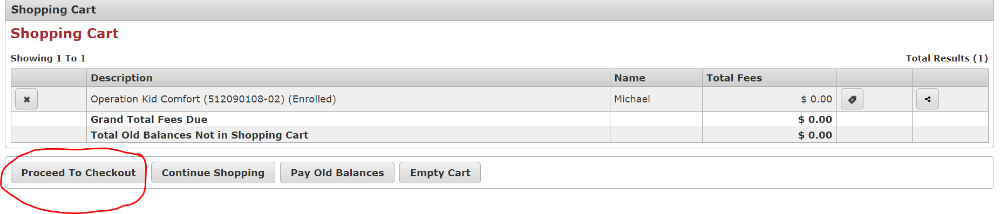 Shopping Cart
Shopping Cart
Showing 1 To 1 Total Results (1)
Description Name Total Fees
Operation Kid Comfort (512090108-02) (Enrolled) Michael $ 0.00
Grand Total Fees Due $ 0.00
Total Old Balances Not in Shopping Cart $ 0.00
Proceed To Checkout Continue Shopping Pay Old Balances Empty Cart